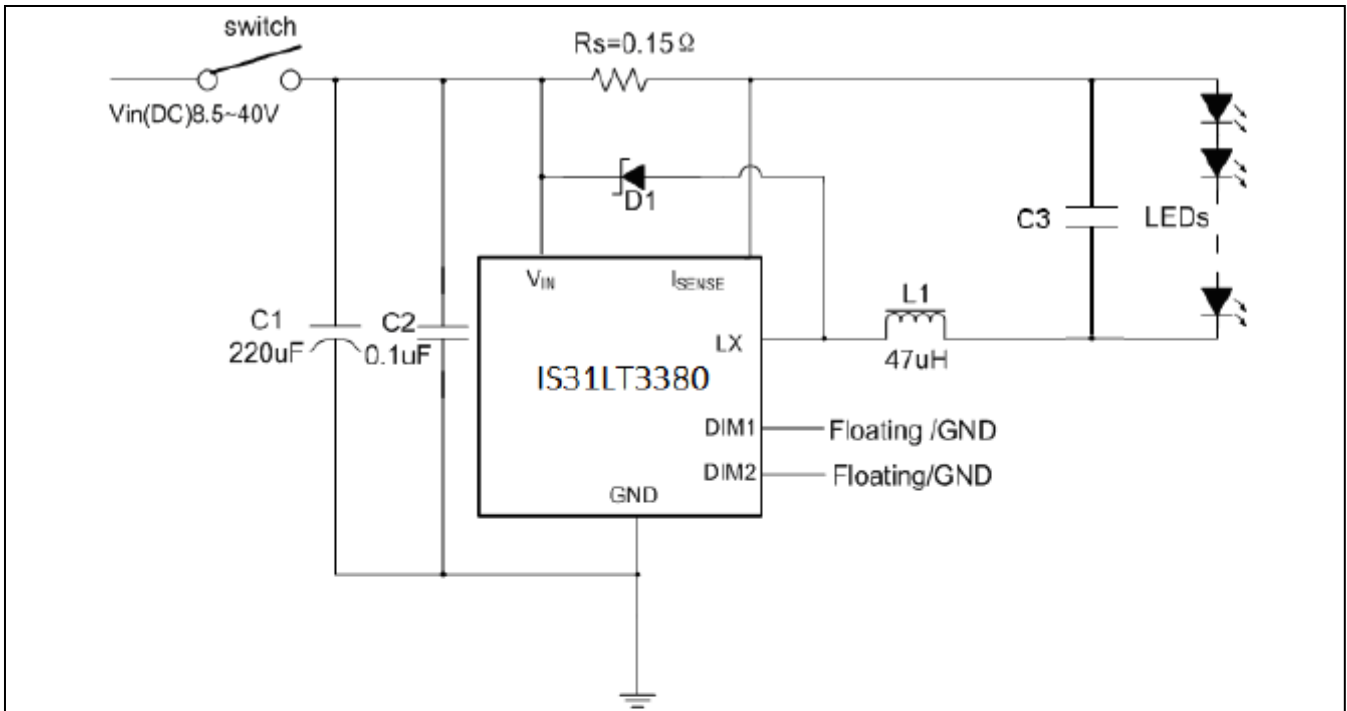 switch
Rs=0.15Ω
Vin(DC)8.5~40V
D1
C3
LEDs
VIN
ISENSE
L1
C1
C2
220uF
0.1uF
LX
47uH
IS31LT3380
DIM1
Floating /GND
DIM2
Floating/GND
GND